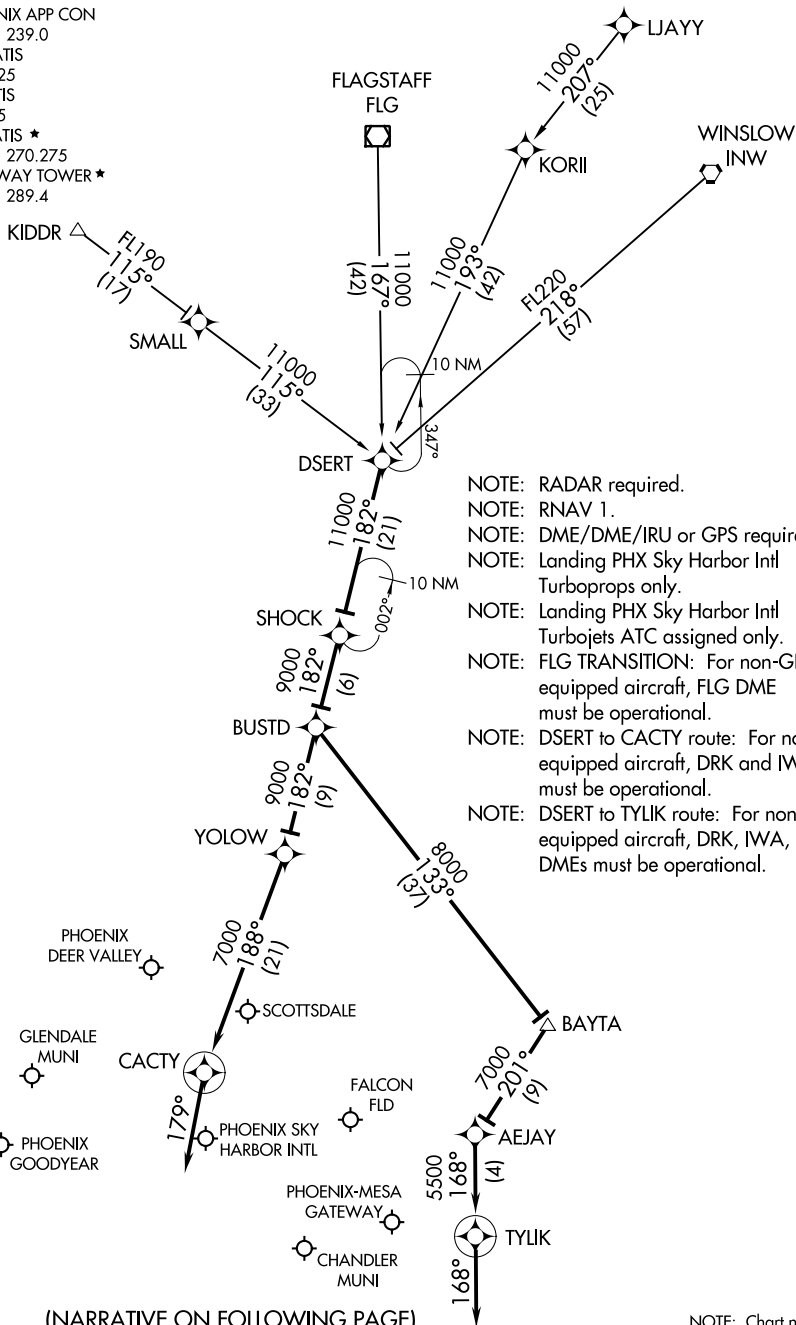 NIX APP CON
239.0
ATIS
25
TIS
5
TIS ★
270.275
WAY TOWER ★
289.4
LJAYY
11000
207°
(25)
FLAGSTAFF
FLG
KORII
WINSLOW
INW
KIDDR
FL190
115°
(17)
SMALL
11000
115°
(33)
11000
167°
(42)
11000
193°
(42)
FL220
218°
(57)
10 NM
347°
DSERT
11000
182°
(21)
NOTE: RADAR required.
NOTE: RNAV 1.
NOTE: DME/DME/IRU or GPS requir
NOTE: Landing PHX Sky Harbor Intl
Turboprops only.
NOTE: Landing PHX Sky Harbor Intl
Turbojets ATC assigned only.
NOTE: FLG TRANSITION: For non-G
equipped aircraft, FLG DME
must be operational.
NOTE: DSERT to CACTY route: For no
equipped aircraft, DRK and IW
must be operational.
NOTE: DSERT to TYLIK route: For non
equipped aircraft, DRK, IWA,
DMEs must be operational.
10 NM
002°
SHOCK
9000
182°
(6)
BUSTD
9000
182°
(9)
YOLOW
8000
133°
(37)
7000
188°
(21)
PHOENIX
DEER VALLEY
SCOTTSDALE
BAYTA
GLENDALE
MUNI
CACTY
7000
201°
(9)
179°
FALCON
FLD
PHOENIX SKY
HARBOR INTL
PHOENIX
GOODYEAR
AEJAY
5500
168°
(4)
PHOENIX-MESA
GATEWAY
CHANDLER
MUNI
TYLIK
168°
(NARRATIVE ON FOLLOWING PAGE)
NOTE: Chart n